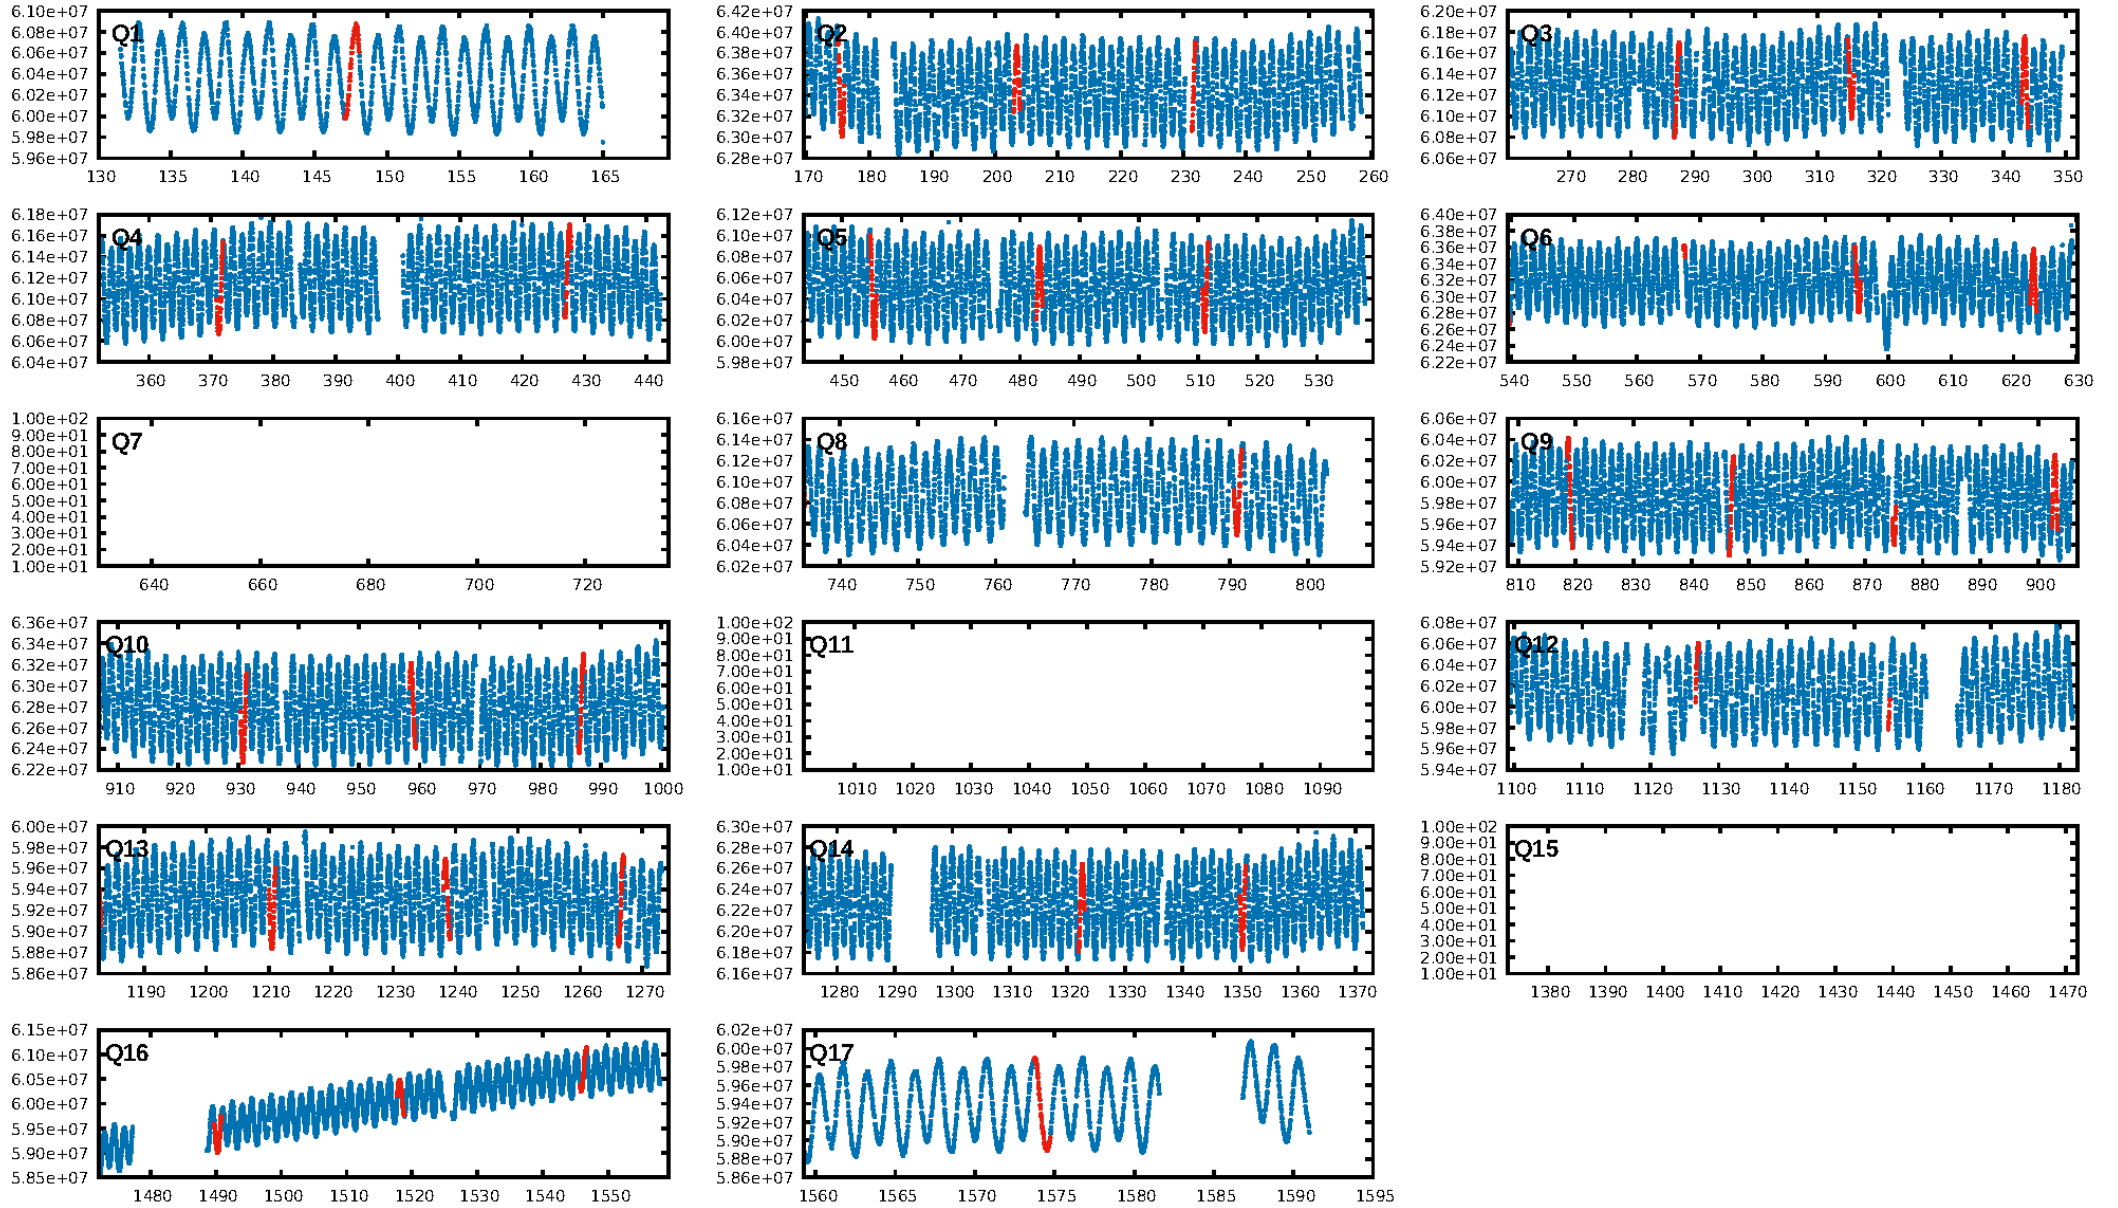 6.10e+07
6.08e+07
6.06e+07
6.04e+07
6.02e+07
6.00e+07
5.98e+07
5.96e+07
Q1
130 135 140 145 150 155 160 165
6.42e+07
6.40e+07
6.38e+07
6.36e+07
6.34e+07
6.33e+07
6.32e+07
6.30e+07
6.28e+07
Q2
170 180 190 200 210 220 230 240 250 260
6.20e+07
6.18e+07
6.16e+07
6.14e+07
6.13e+07
6.11e+07
6.10e+07
6.08e+07
6.06e+07
Q3
270 280 290 300 310 320 330 340 350
6.18e+07
6.16e+07
6.14e+07
6.12e+07
6.10e+07
6.08e+07
6.06e+07
6.04e+07
Q4
360 370 380 390 400 410 420 430 440
6.12e+07
6.10e+07
6.08e+07
6.06e+07
6.04e+07
6.02e+07
6.00e+07
5.98e+07
Q5
450 460 470 480 490 500 510 520 530
6.40e+07
6.38e+07
6.36e+07
6.34e+07
6.33e+07
6.30e+07
6.28e+07
6.26e+07
6.24e+07
6.22e+07
Q6
540 550 560 570 580 590 600 610 620 630
1.00e+02
9.00e+01
8.00e+01
7.00e+01
6.00e+01
5.00e+01
4.00e+01
3.00e+01
2.00e+01
1.00e+01
Q7
640 660 680 700 720
6.16e+07
6.14e+07
6.12e+07
6.10e+07
6.08e+07
6.06e+07
6.04e+07
6.02e+07
Q8
740 750 760 770 780 790 800
6.06e+07
6.04e+07
6.02e+07
6.00e+07
5.98e+07
5.96e+07
5.94e+07
5.92e+07
Q9
810 820 830 840 850 860 870 880 890 900
6.36e+07
6.34e+07
6.32e+07
6.30e+07
6.28e+07
6.26e+07
6.24e+07
6.22e+07
Q10
910 920 930 940 950 960 970 980 990 1000
1.00e+02
9.00e+01
8.00e+01
7.00e+01
6.00e+01
5.00e+01
4.00e+01
3.00e+01
2.00e+01
1.00e+01
Q11
1010 1020 1030 1040 1050 1060 1070 1080 1090
6.08e+07
6.06e+07
6.04e+07
6.02e+07
6.00e+07
5.98e+07
5.96e+07
5.94e+07
Q12
1100 1110 1120 1130 1140 1150 1160 1170 1180
6.00e+07
5.98e+07
5.96e+07
5.94e+07
5.92e+07
5.90e+07
5.88e+07
5.86e+07
Q13
1190 1200 1210 1220 1230 1240 1250 1260 1270
6.30e+07
6.28e+07
6.26e+07
6.24e+07
6.22e+07
6.20e+07
6.18e+07
6.16e+07
Q14
1280 1290 1300 1310 1320 1330 1340 1350 1360 1370
1.00e+02
9.00e+01
8.00e+01
7.00e+01
6.00e+01
5.00e+01
4.00e+01
3.00e+01
2.00e+01
1.00e+01
Q15
1380 1390 1400 1410 1420 1430 1440 1450 1460 1470
6.15e+07
6.10e+07
6.05e+07
6.00e+07
5.95e+07
5.90e+07
5.85e+07
Q16
1480 1490 1500 1510 1520 1530 1540 1550
6.02e+07
6.00e+07
5.98e+07
5.96e+07
5.94e+07
5.92e+07
5.90e+07
5.88e+07
5.86e+07
Q17
1560 1565 1570 1575 1580 1585 1590 1595